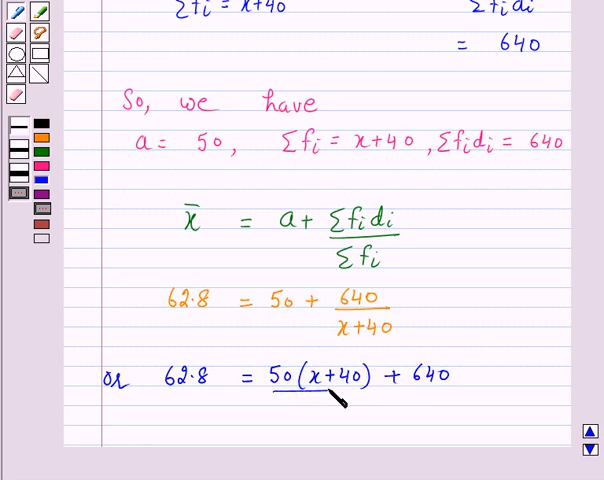 Σfi = x+40 Σfidi
= 640
So, we have
a = 50, Σfi = x+40, Σfidi = 640
x̄ = a + Σfidi / Σfi
62.8 = 50 + 640 / x+40
or 62.8 = 50(x+40) + 640